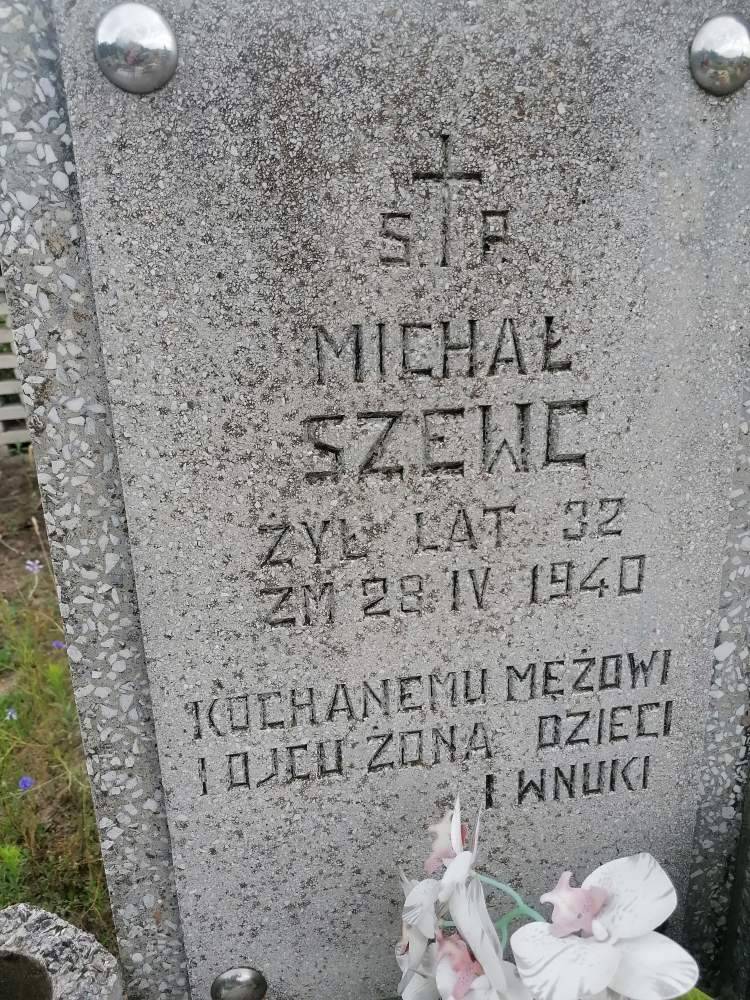 Ś. P.
MICHAŁ
SZEWC
ŻYŁ LAT 32
ZM 28 IV 1940
KOCHANEMU MĘŻOWI
I OJCU ŻONA DZIECI
I WNUKI